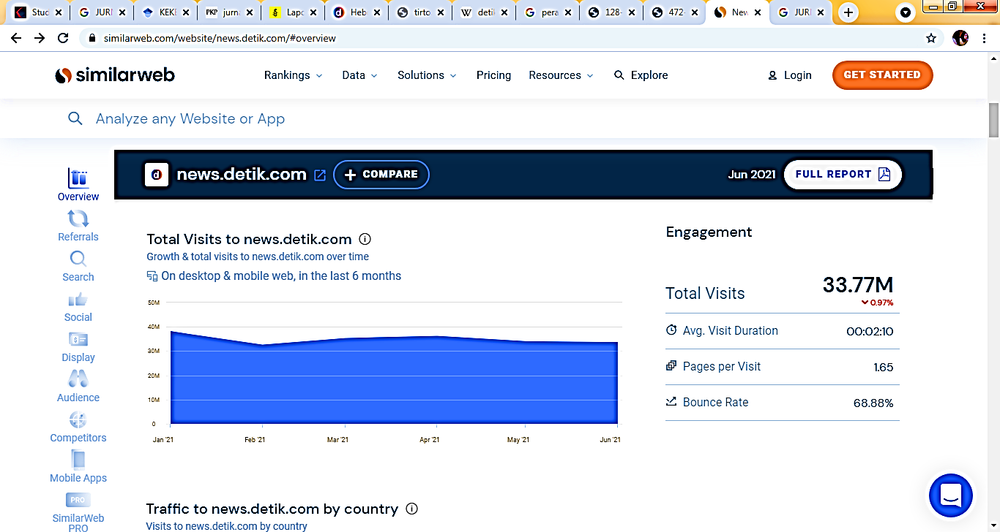 Stud
JURI
KEKE
PKP jurna
Lapo
Heb
tirto
W detik
pera
128-
472-
New
JURI
similarweb.com/website/news.detik.com/#overview
similarweb
Rankings Data Solutions Pricing Resources Explore Login GET STARTED
Analyze any Website or App
news.detik.com + COMPARE Jun 2021 FULL REPORT
Overview
Referrals
Search
Social
Display
Audience
Competitors
Mobile Apps
PRO
SimilarWeb
PRO
Total Visits to news.detik.com
Growth & total visits to news.detik.com over time
On desktop & mobile web, in the last 6 months
50M
40M
30M
20M
10M
0
Jan '21 Feb '21 Mar '21 Apr '21 May '21 Jun '21
Engagement
Total Visits 33.77M
0.97%
Avg. Visit Duration 00:02:10
Pages per Visit 1.65
Bounce Rate 68.88%
Traffic to news.detik.com by country
Visits to news.detik.com by country